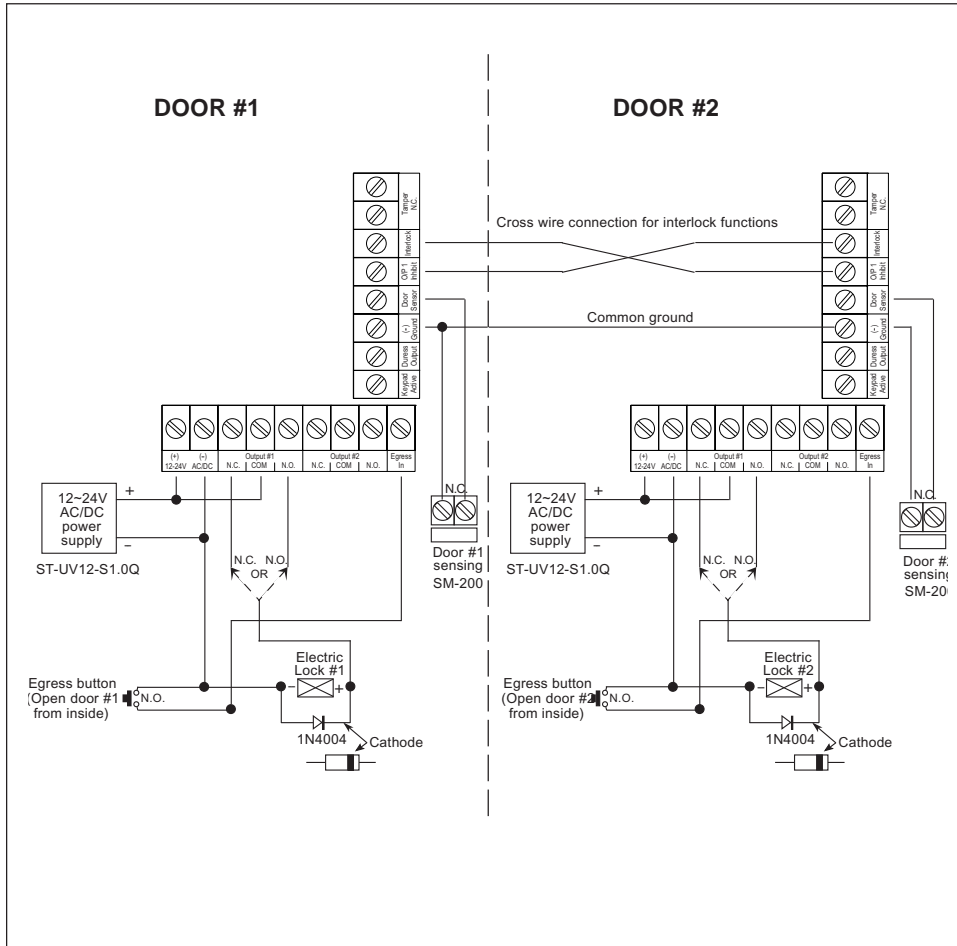 DOOR #1
DOOR #2
Tamper
N.C.
Interlock
O/P 1
Inhibit
Door
Sensor
(–)
Ground
Duress
Output
Keypad
Active
Cross wire connection for interlock functions
Common ground
Tamper
N.C.
Interlock
O/P 1
Inhibit
Door
Sensor
(–)
Ground
Duress
Output
Keypad
Active
(+)
12-24V
(–)
AC/DC
Output #1
N.C. COM N.O.
Output #2
N.C. COM N.O.
Egress
In
(+)
12-24V
(–)
AC/DC
Output #1
N.C. COM N.O.
Output #2
N.C. COM N.O.
Egress
In
12~24V
AC/DC
power
supply
+
–
ST-UV12-S1.0Q
N.C. N.O.
OR
N.C.
Door #1
sensing
SM-200
Electric
Lock #1
– +
Egress button
(Open door #1
from inside)
N.O.
1N4004
Cathode
12~24V
AC/DC
power
supply
+
–
ST-UV12-S1.0Q
N.C. N.O.
OR
N.C.
Door #
sensing
SM-20
Electric
Lock #2
– +
Egress button
(Open door #2
from inside)
N.O.
1N4004
Cathode